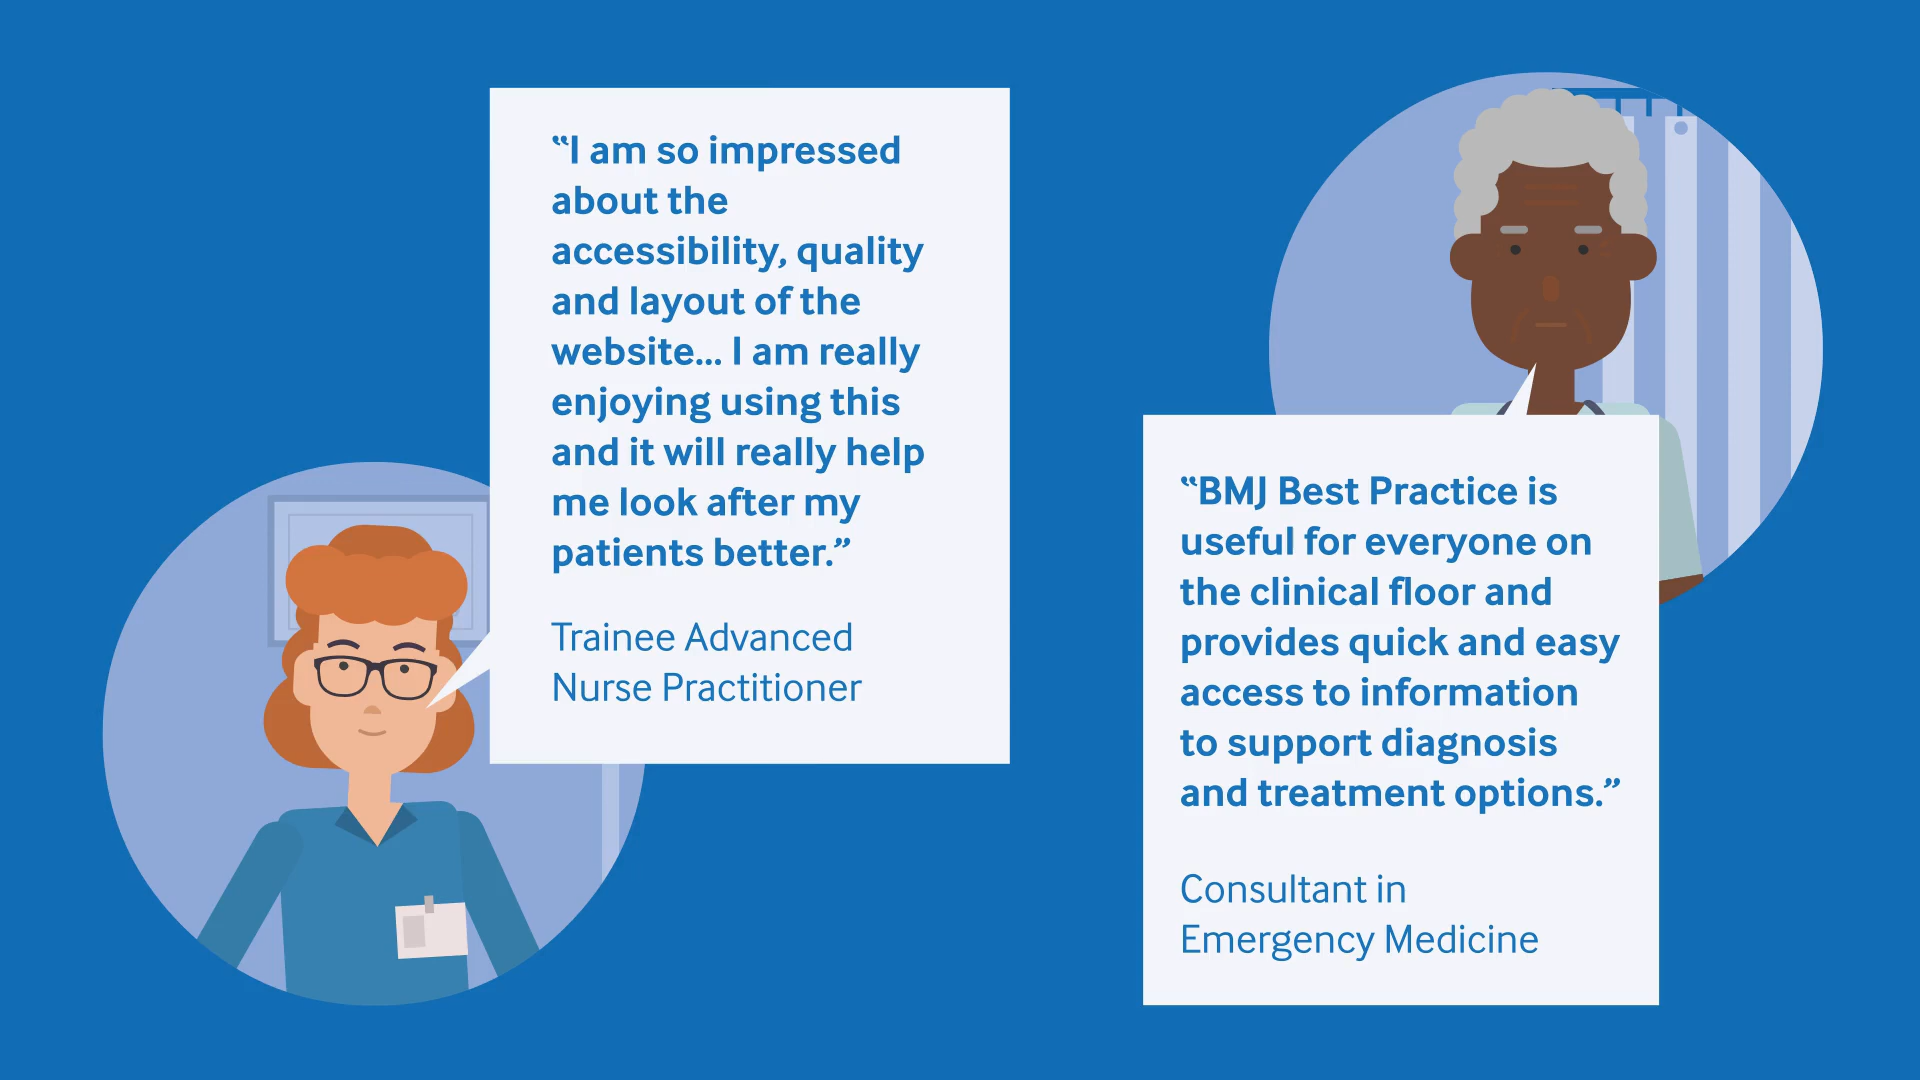 “I am so impressed
about the
accessibility, quality
and layout of the
website... I am really
enjoying using this
and it will really help
me look after my
patients better.”
Trainee Advanced
Nurse Practitioner
“BMJ Best Practice is
useful for everyone on
the clinical floor and
provides quick and easy
access to information
to support diagnosis
and treatment options.”
Consultant in
Emergency Medicine